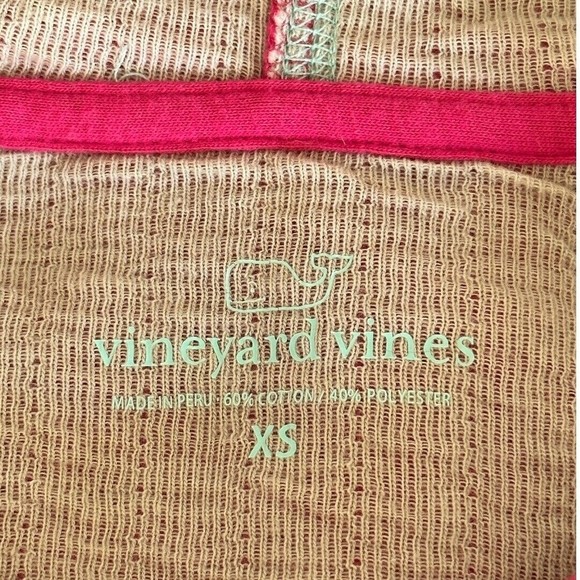 vineyard vines
MADE IN PERU · 60% COTTON / 40% POLYESTER
XS